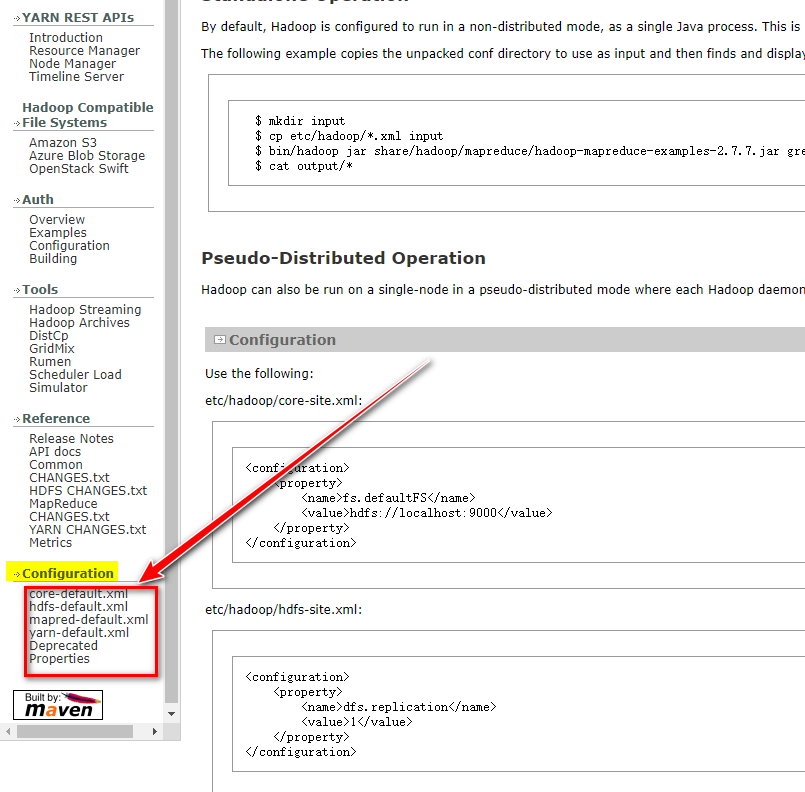 YARN REST APIs
Introduction
Resource Manager
Node Manager
Timeline Server
Hadoop Compatible
File Systems
Amazon S3
Azure Blob Storage
OpenStack Swift
Auth
Overview
Examples
Configuration
Building
Tools
Hadoop Streaming
Hadoop Archives
DistCp
GridMix
Rumen
Scheduler Load
Simulator
Reference
Release Notes
API docs
Common
CHANGES.txt
HDFS CHANGES.txt
MapReduce
CHANGES.txt
YARN CHANGES.txt
Metrics
Configuration
core-default.xml
hdfs-default.xml
mapred-default.xml
yarn-default.xml
Deprecated
Properties
Built by:
maven
Standalone Operation
By default, Hadoop is configured to run in a non-distributed mode, as a single Java process. This is
The following example copies the unpacked conf directory to use as input and then finds and display
$ mkdir input
$ cp etc/hadoop/*.xml input
$ bin/hadoop jar share/hadoop/mapreduce/hadoop-mapreduce-examples-2.7.7.jar gre
$ cat output/*
Pseudo-Distributed Operation
Hadoop can also be run on a single-node in a pseudo-distributed mode where each Hadoop daemon
Configuration
Use the following:
etc/hadoop/core-site.xml:
<configuration>
<property>
<name>fs.defaultFS</name>
<value>hdfs://localhost:9000</value>
</property>
</configuration>
etc/hadoop/hdfs-site.xml:
<configuration>
<property>
<name>dfs.replication</name>
<value>1</value>
</property>
</configuration>